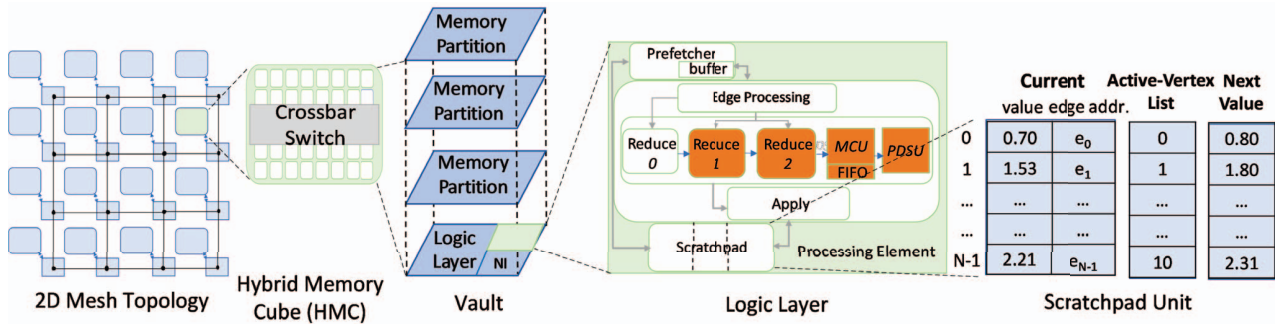 2D Mesh Topology
Crossbar
Switch
Hybrid Memory
Cube (HMC)
Memory
Partition
Memory
Partition
Memory
Partition
Logic
Layer
NI
Vault
Prefetcher
buffer
Edge Processing
Reduce
0
Recuce
1
Reduce
2
MCU
FIFO
PDSU
Apply
Scratchpad
Processing Element
Logic Layer
Current
Active-Vertex
List
Next
Value
value edge addr.
0 0.70 e0 0 0.80
1 1.53 e1 1 1.80
... ... ... ...
... ... ... ...
N-1 2.21 eN-1 10 2.31
Scratchpad Unit